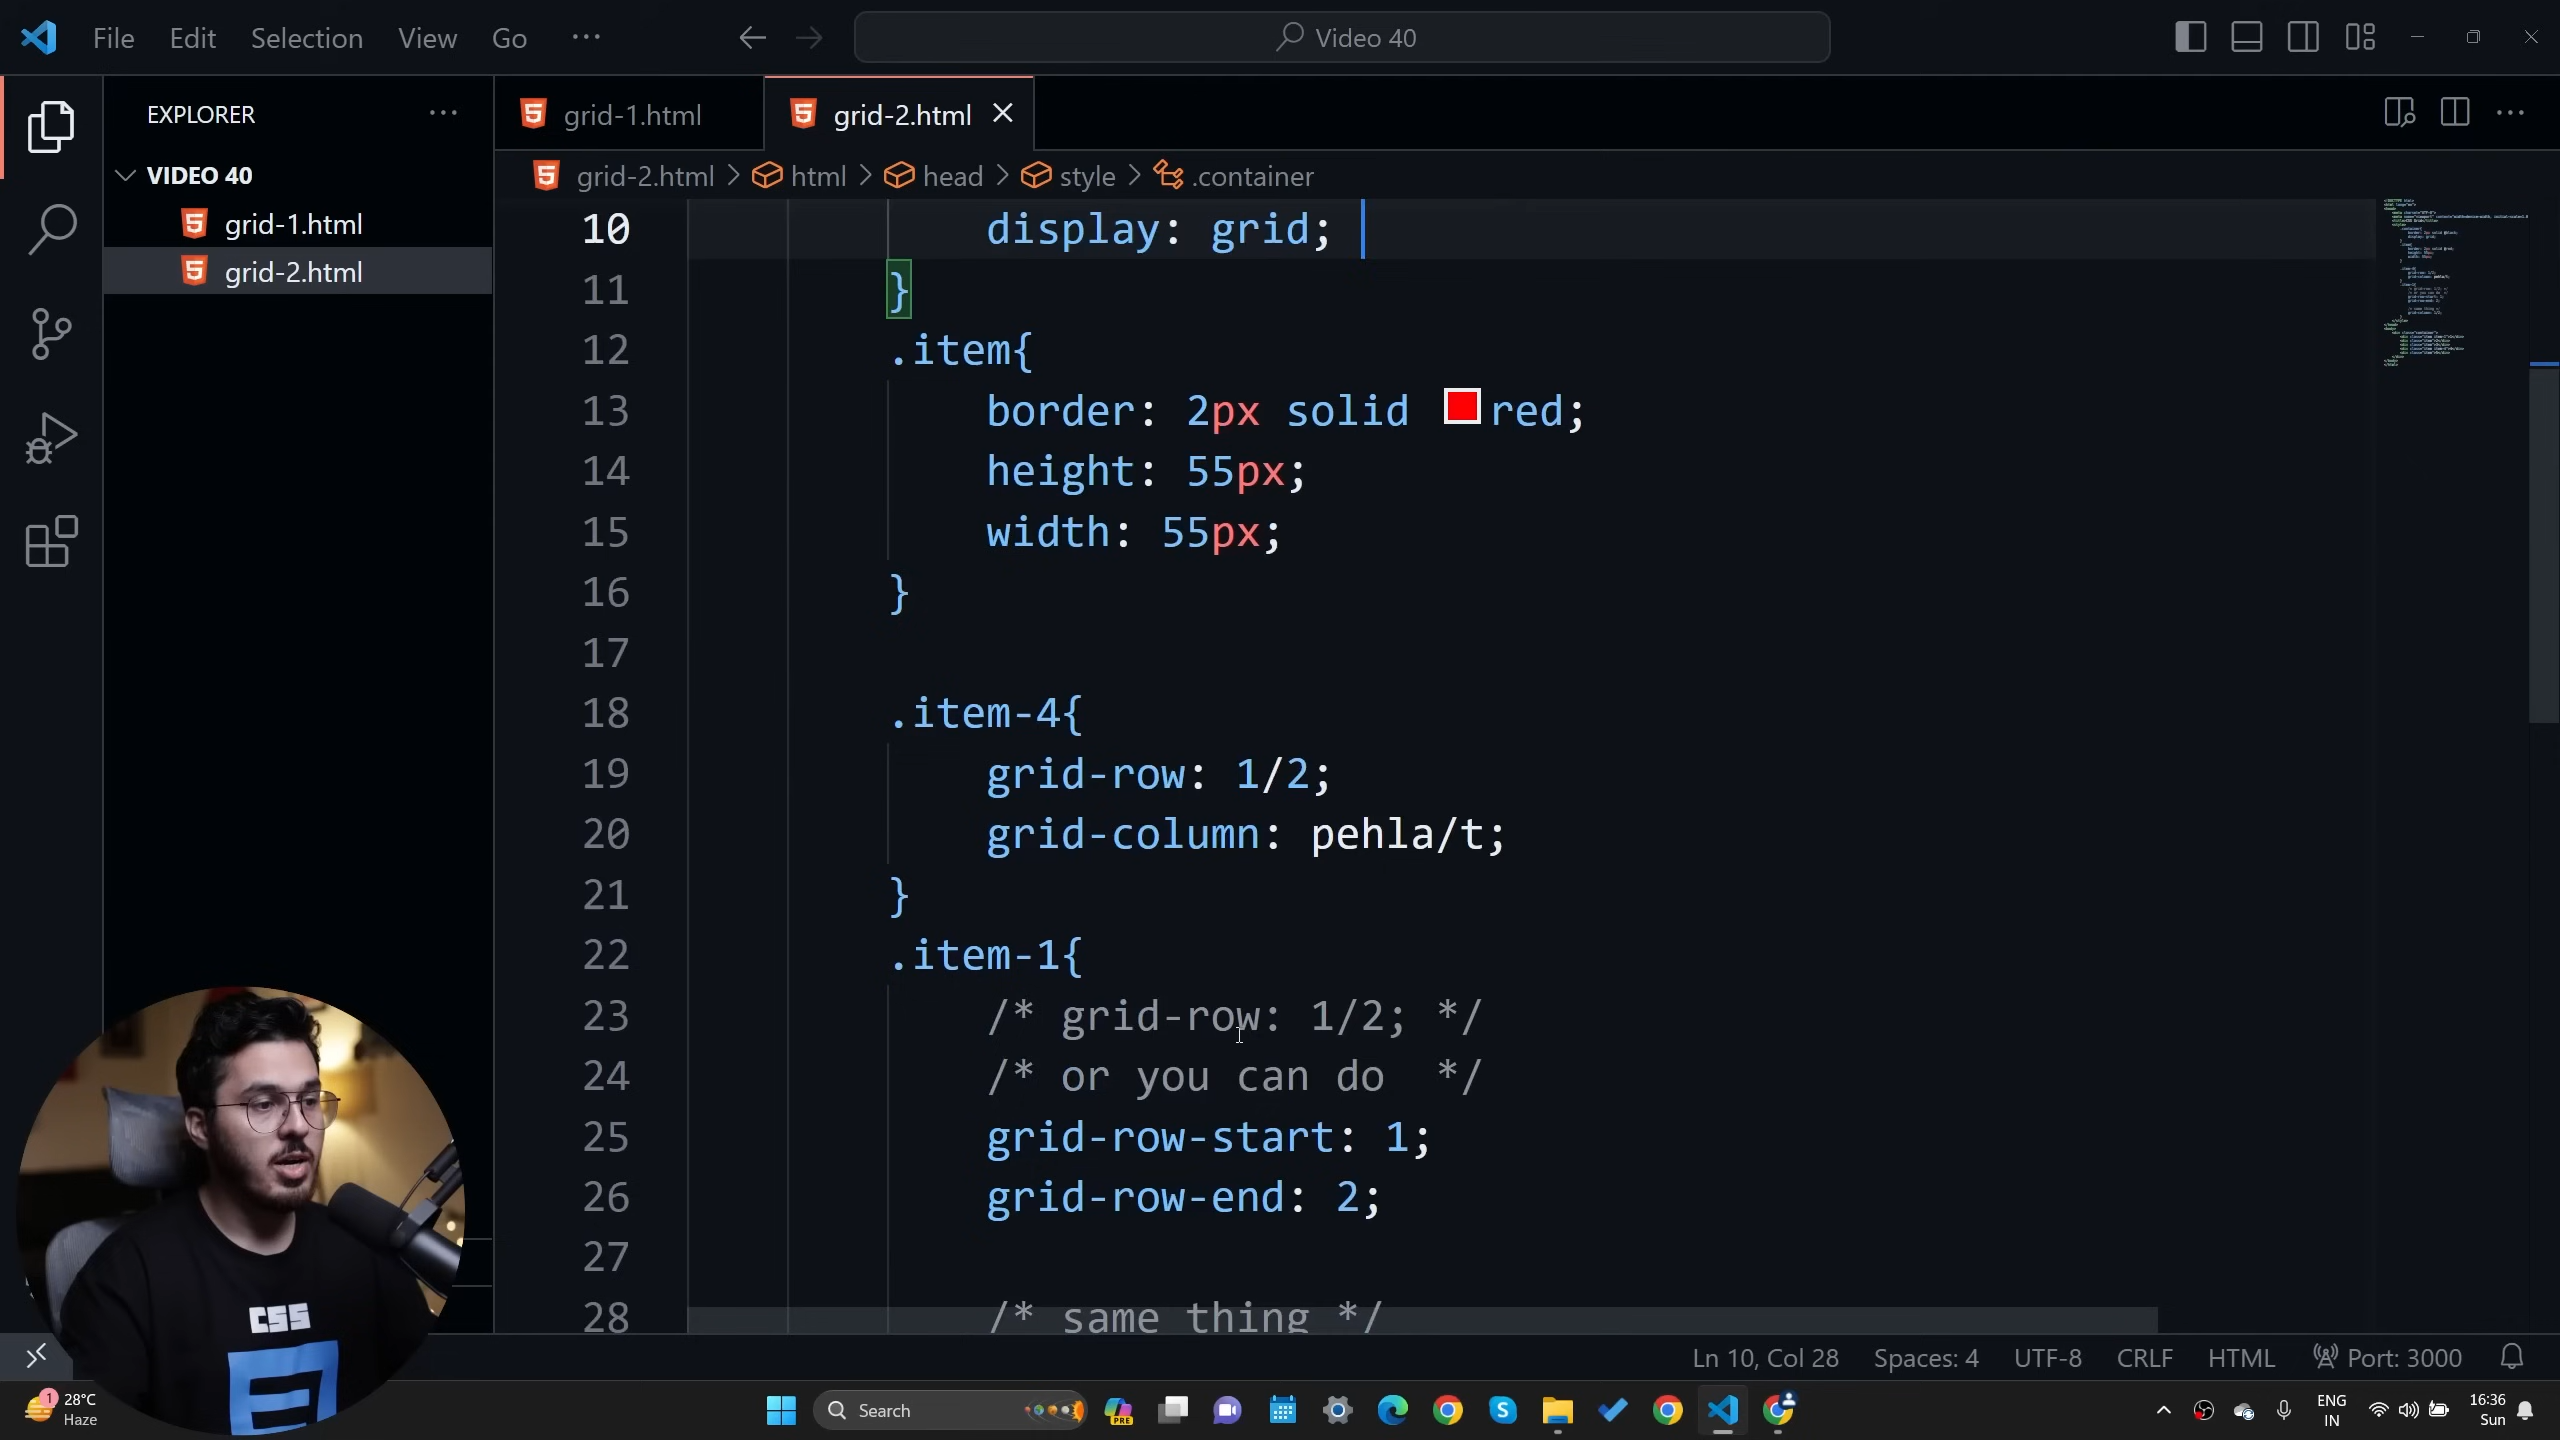 File Edit Selection View Go ··· Video 40
EXPLORER ···
VIDEO 40
grid-1.html
grid-2.html
grid-1.html
grid-2.html
grid-2.html > html > head > style > .container
10 display: grid;
11 }
12 .item{
13 border: 2px solid red;
14 height: 55px;
15 width: 55px;
16 }
17
18 .item-4{
19 grid-row: 1/2;
20 grid-column: pehla/t;
21 }
22 .item-1{
23 /* grid-row: 1/2; */
24 /* or you can do  */
25 grid-row-start: 1;
26 grid-row-end: 2;
27
28 /* same thing */
CSS
Ln 10, Col 28 Spaces: 4 UTF-8 CRLF HTML Port: 3000
1
28°C
Haze
Search
PRE
ENG
IN
16:36
Sun